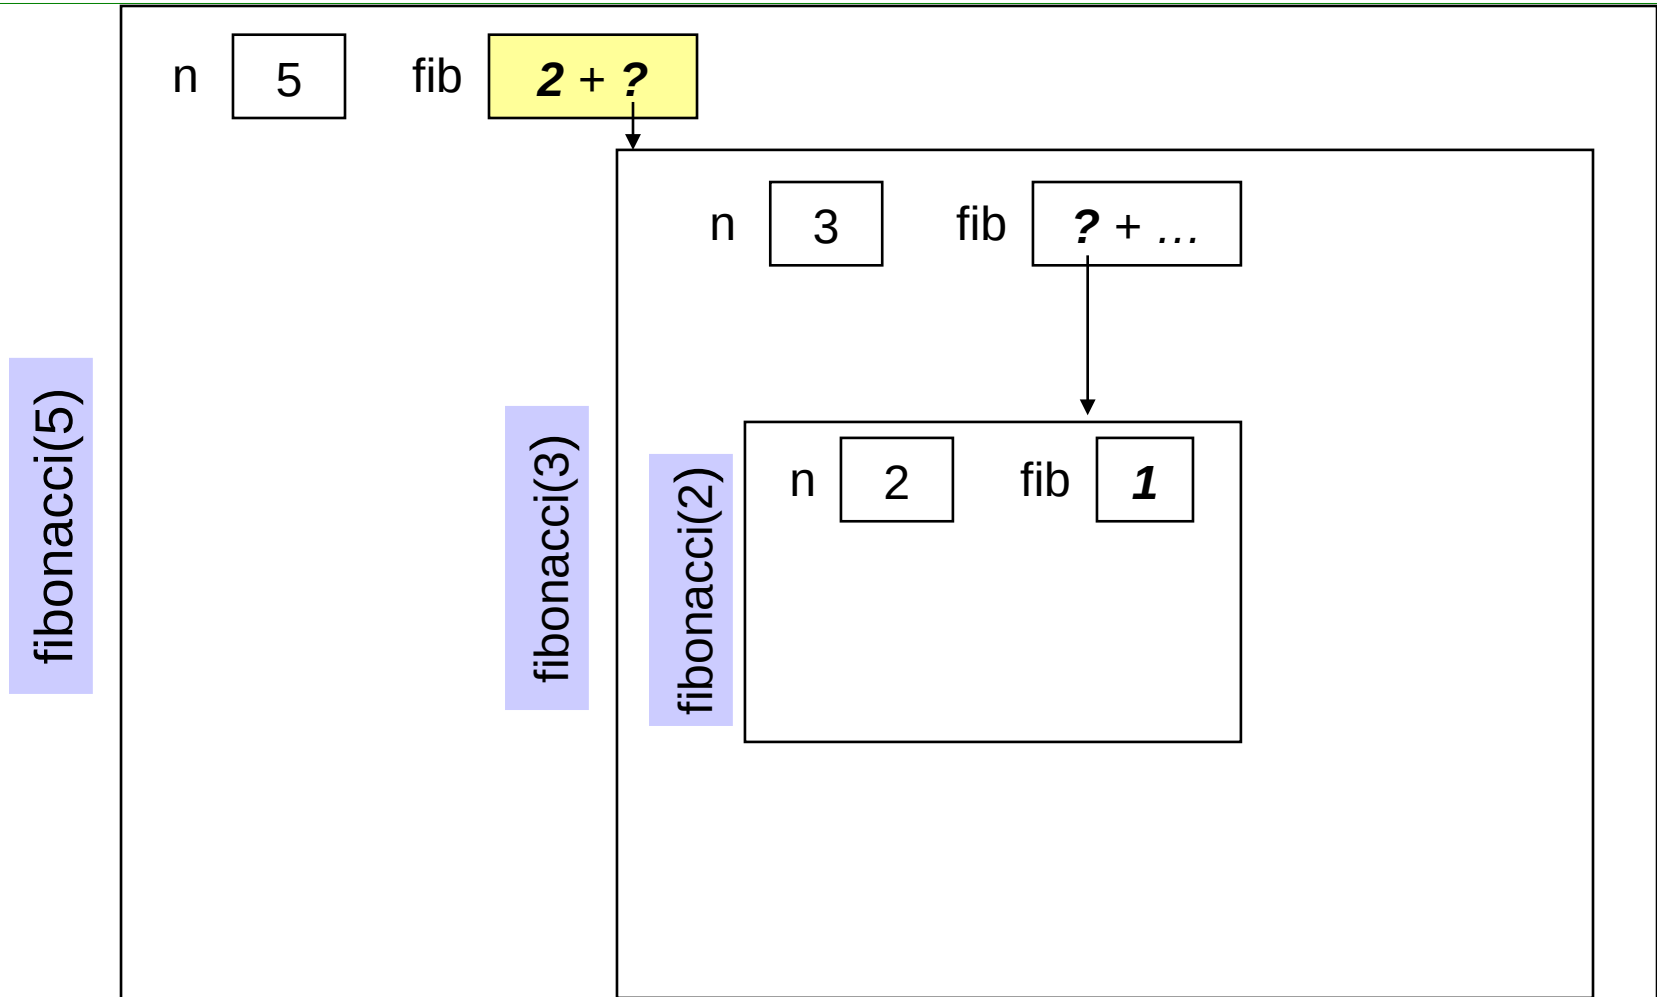 n 5 fib 2 + ?
n 3 fib ? + ...
fibonacci(5)
fibonacci(3)
fibonacci(2)
n 2 fib 1